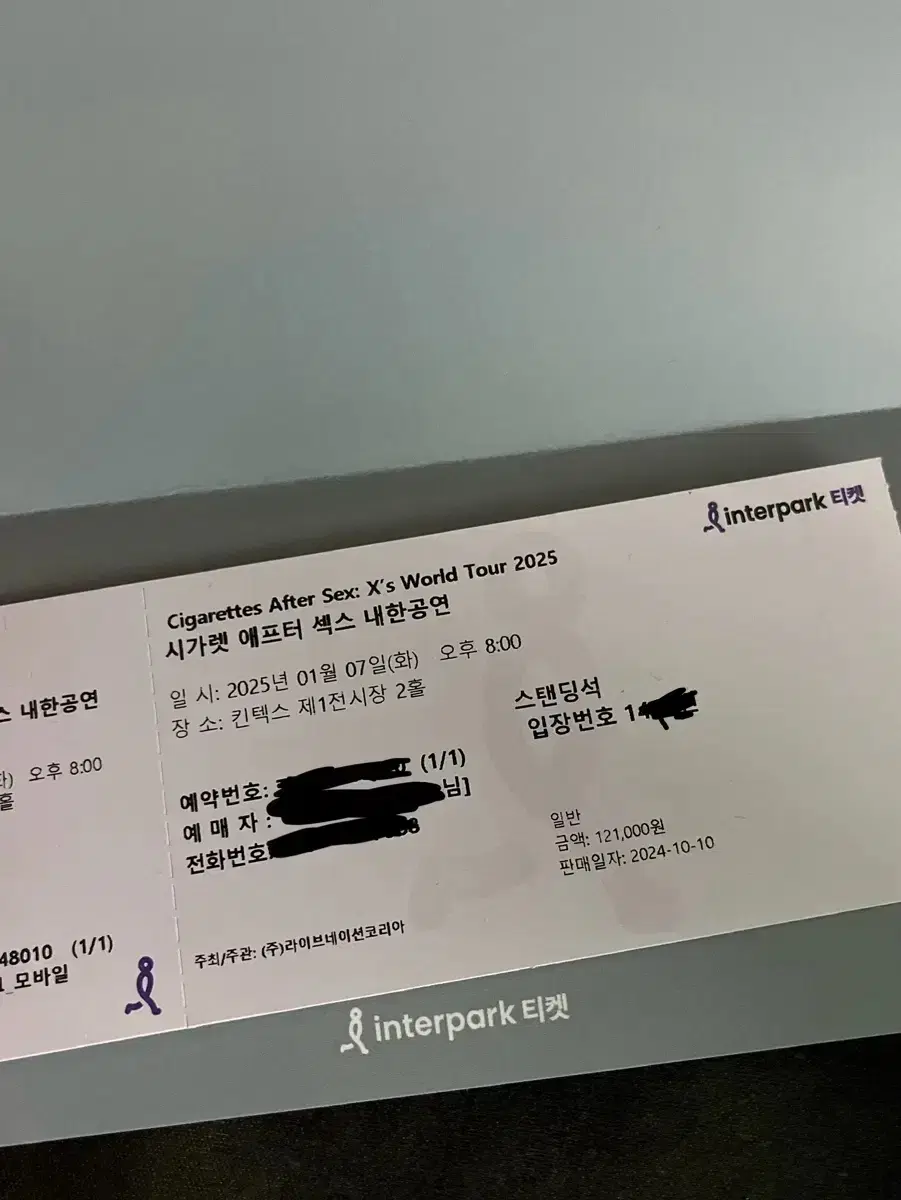 interpark 티켓
Cigarettes After Sex: X's World Tour 2025
시가렛 애프터 섹스 내한공연
일 시: 2025년 01월 07일(화) 오후 8:00
장 소: 킨텍스 제1전시장 2홀
스탠딩석
입장번호 1
예약번호: (1/1)
예 매 자 : 님]
전화번호
일반
금액: 121,000원
판매일자: 2024-10-10
주최/주관: (주)라이브네이션코리아
스 내한공연
화) 오후 8:00
홀
48010 (1/1)
모바일
interpark 티켓